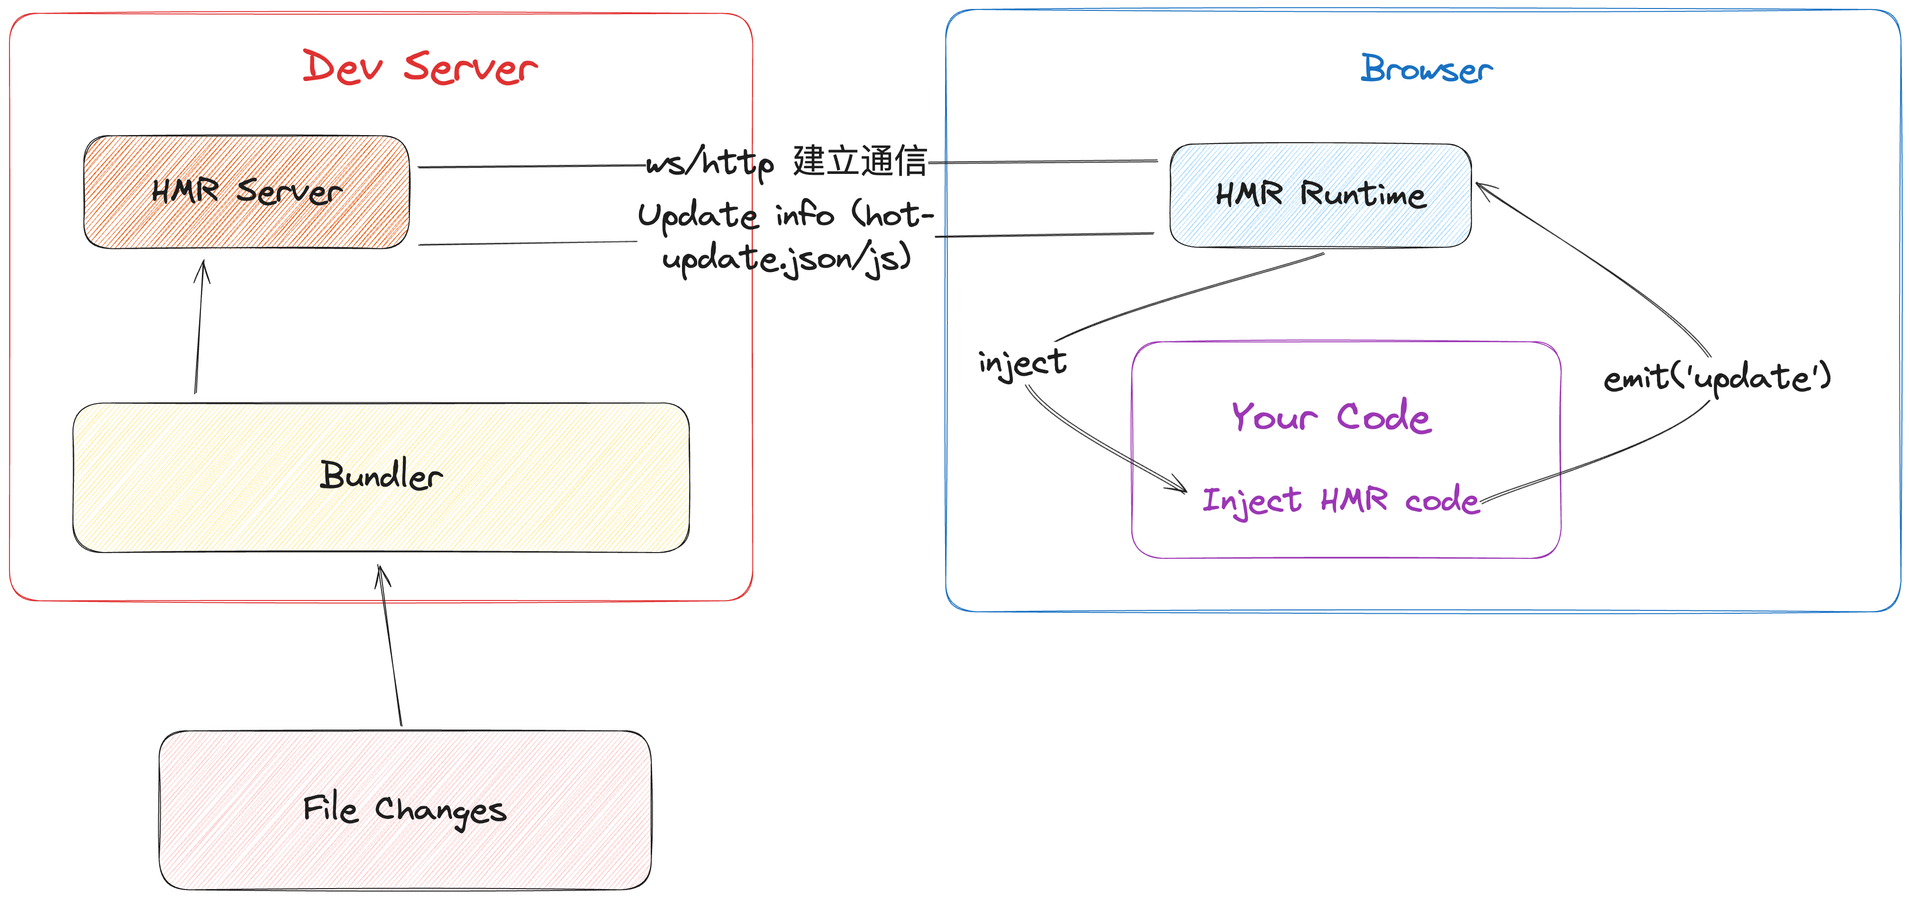 Dev Server
HMR Server
Bundler
File Changes
ws/http 建立通信
Update info (hot-
update.json/js)
Browser
HMR Runtime
inject
Your Code
Inject HMR code
emit('update')